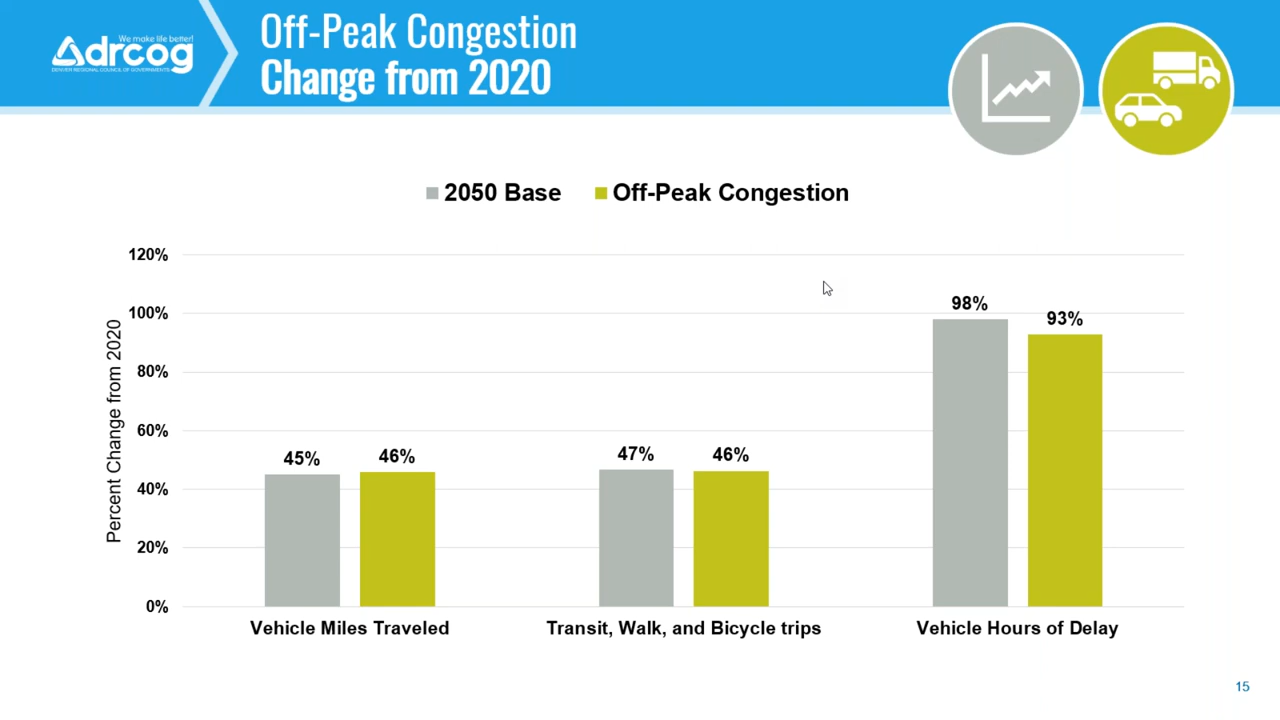 We make life better!
drcog
DENVER REGIONAL COUNCIL OF GOVERNMENTS
Off-Peak Congestion
Change from 2020
2050 Base
Off-Peak Congestion
Percent Change from 2020
120%
100%
80%
60%
40%
20%
0%
45%
46%
47%
46%
98%
93%
Vehicle Miles Traveled
Transit, Walk, and Bicycle trips
Vehicle Hours of Delay
15